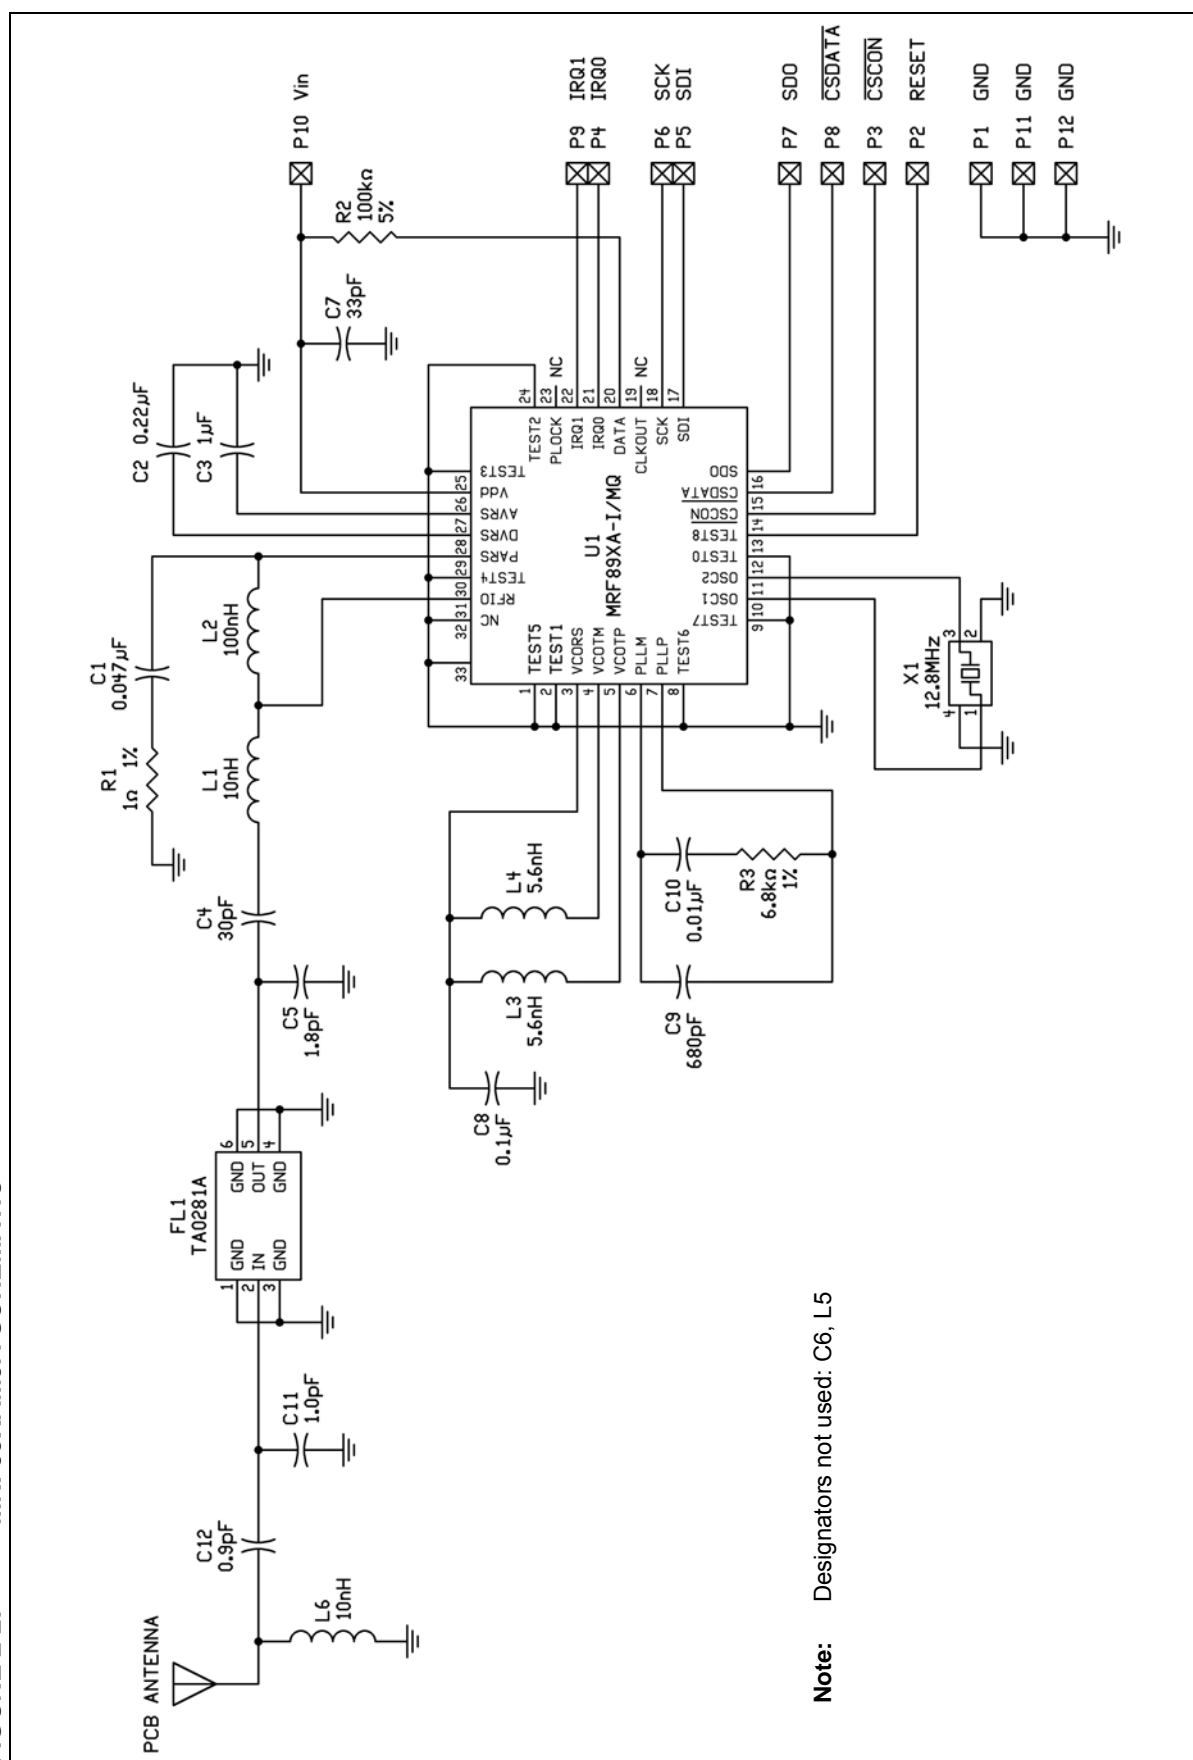 PCB ANTENNA
L6
10nH
C12
0.9pF
C11
1.0pF
FL1
TA0281A
1
2
3
GND
IN
GND
GND
OUT
GND
6
5
4
C5
1.8pF
C4
30pF
L1
10nH
L2
100nH
R1
1Ω 1%
C1
0.047µF
C2 0.22µF
C3 1µF
P10 Vin
C7
33pF
R2
100kΩ
5%
C8
0.1µF
L3
5.6nH
L4
5.6nH
C9
680pF
C10
0.01µF
R3
6.8kΩ
1%
U1
MRF89XA-I/MQ
1 TEST5
2 TEST1
3 VCORS
4 VCOTM
5 VCOTP
6 PLLM
7 PLLP
8 TEST6
9 TEST7
10 OSC1
11 OSC2
12 TEST0
13 TEST8
14 CSCON
15 CSDATA
16 SDO
17 SDI
18 SCK
19 CLKOUT
NC
20 DATA
21 IRQ0
22 IRQ1
23 PLOCK
NC
24 TEST2
25 TEST3
26 Vdd
27 AVRS
28 DVRS
29 PARS
30 TEST4
31 RFIO
32 NC
33
X1
12.8MHz
4
3
1
2
P9 IRQ1
P4 IRQ0
P6 SCK
P5 SDI
P7 SDO
P8 CSDATA
P3 CSCON
P2 RESET
P1 GND
P11 GND
P12 GND
Note: Designators not used: C6, L5